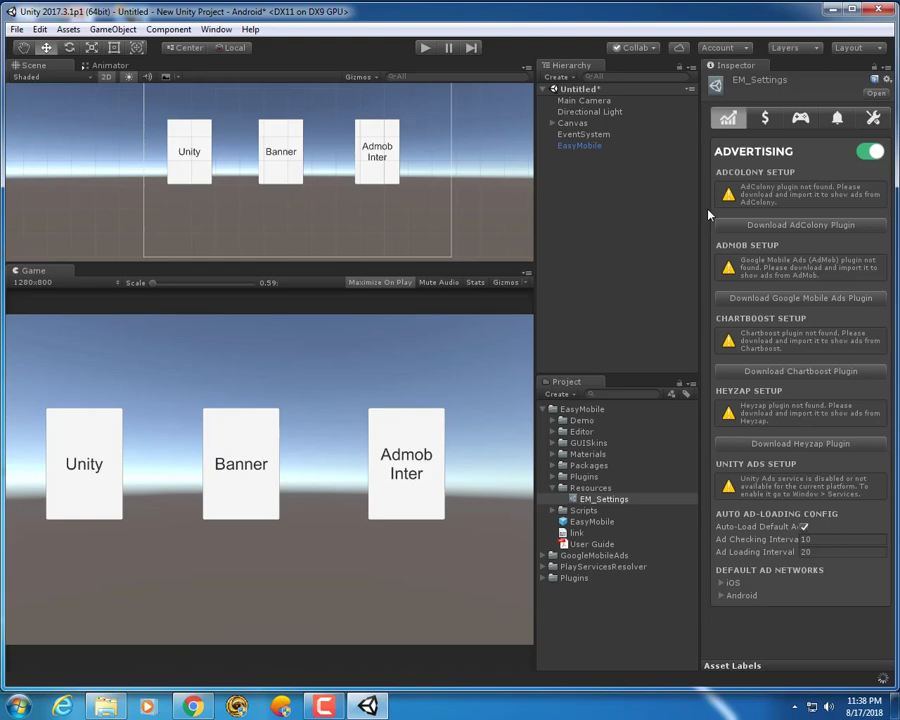 Unity 2017.3.1p1 (64bit) - Untitled - New Unity Project - Android* <DX11 on DX9 GPU>
File Edit Assets GameObject Component Window Help
Center Local Collab Account Layers Layout
Scene Animator
Shaded 2D Gizmos All
Unity Banner Admob
Inter
Game
1280x800 Scale 0.59: Maximize On Play Mute Audio Stats Gizmos
Unity Banner Admob
Inter
Hierarchy
Create All
Untitled*
Main Camera
Directional Light
Canvas
EventSystem
EasyMobile
Project
Create
EasyMobile
Demo
Editor
GUISkins
Materials
Packages
Plugins
Resources
EM_Settings
Scripts
EasyMobile
link
User Guide
GoogleMobileAds
PlayServicesResolver
Plugins
Inspector
EM_Settings
Open
ADVERTISING
ADCOLONY SETUP
AdColony plugin not found. Please
download and import it to show ads from
AdColony.
Download AdColony Plugin
ADMOB SETUP
Google Mobile Ads (AdMob) plugin not
found. Please download and import it to
show ads from AdMob.
Download Google Mobile Ads Plugin
CHARTBOOST SETUP
Chartboost plugin not found. Please
download and import it to show ads from
Chartboost.
Download Chartboost Plugin
HEYZAP SETUP
Heyzap plugin not found. Please
download and import it to show ads from
Heyzap.
Download Heyzap Plugin
UNITY ADS SETUP
Unity Ads service is disabled or not
available for the current platform. To
enable it go to Window > Services.
AUTO AD-LOADING CONFIG
Auto-Load Default A
Ad Checking Interva 10
Ad Loading Interval 20
DEFAULT AD NETWORKS
iOS
Android
Asset Labels
11:38 PM
8/17/2018